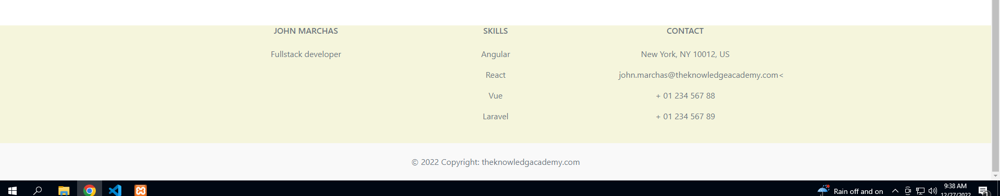 JOHN MARCHAS
Fullstack developer
SKILLS
Angular
React
Vue
Laravel
CONTACT
New York, NY 10012, US
john.marchas@theknowledgeacademy.com<
+ 01 234 567 88
+ 01 234 567 89
© 2022 Copyright: theknowledgacademy.com
Rain off and on
9:38 AM
12/27/2022
1